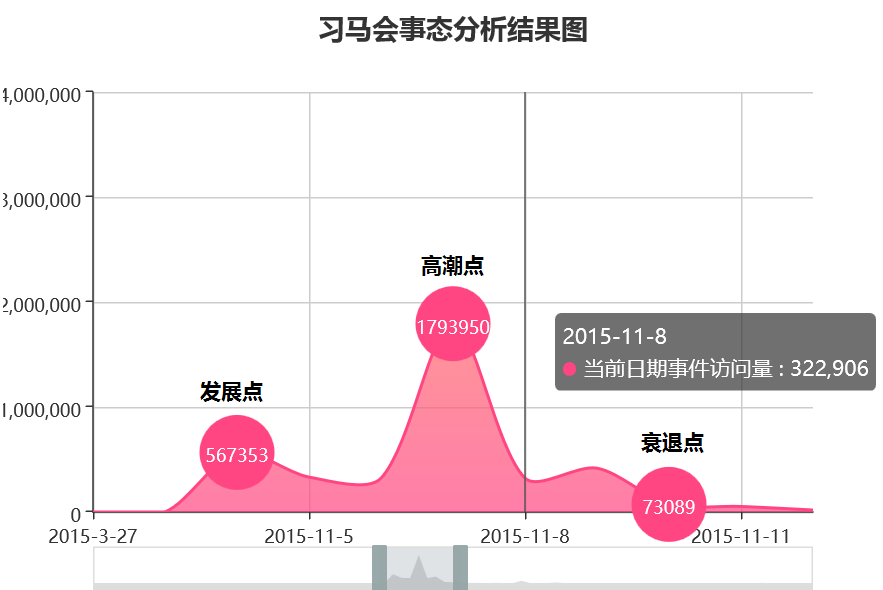 习马会事态分析结果图
4,000,000
3,000,000
高潮点
2,000,000
1793950
2015-11-8
当前日期事件访问量 : 322,906
发展点
1,000,000
567353
衰退点
73089
0
2015-3-27
2015-11-5
2015-11-8
2015-11-11